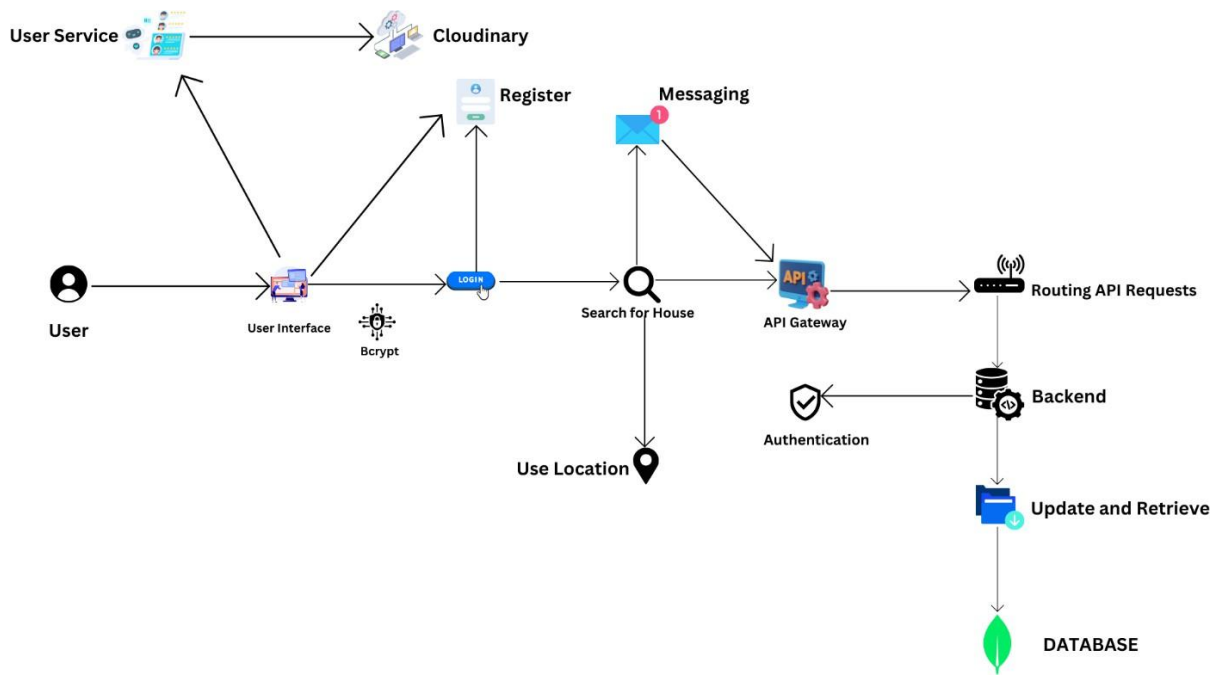 User Service
Cloudinary
Register
Messaging
1
User
User Interface
Bcrypt
LOGIN
Search for House
API
API Gateway
Routing API Requests
Backend
Authentication
Use Location
Update and Retrieve
DATABASE